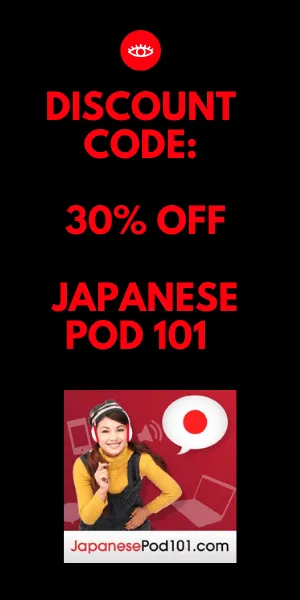 DISCOUNT
CODE:
30% OFF
JAPANESE
POD 101
JapanesePod101.com